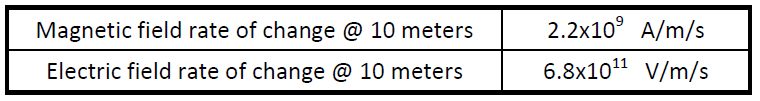 Magnetic field rate of change @ 10 meters 2.2x10⁹ A/m/s
Electric field rate of change @ 10 meters 6.8x10¹¹ V/m/s